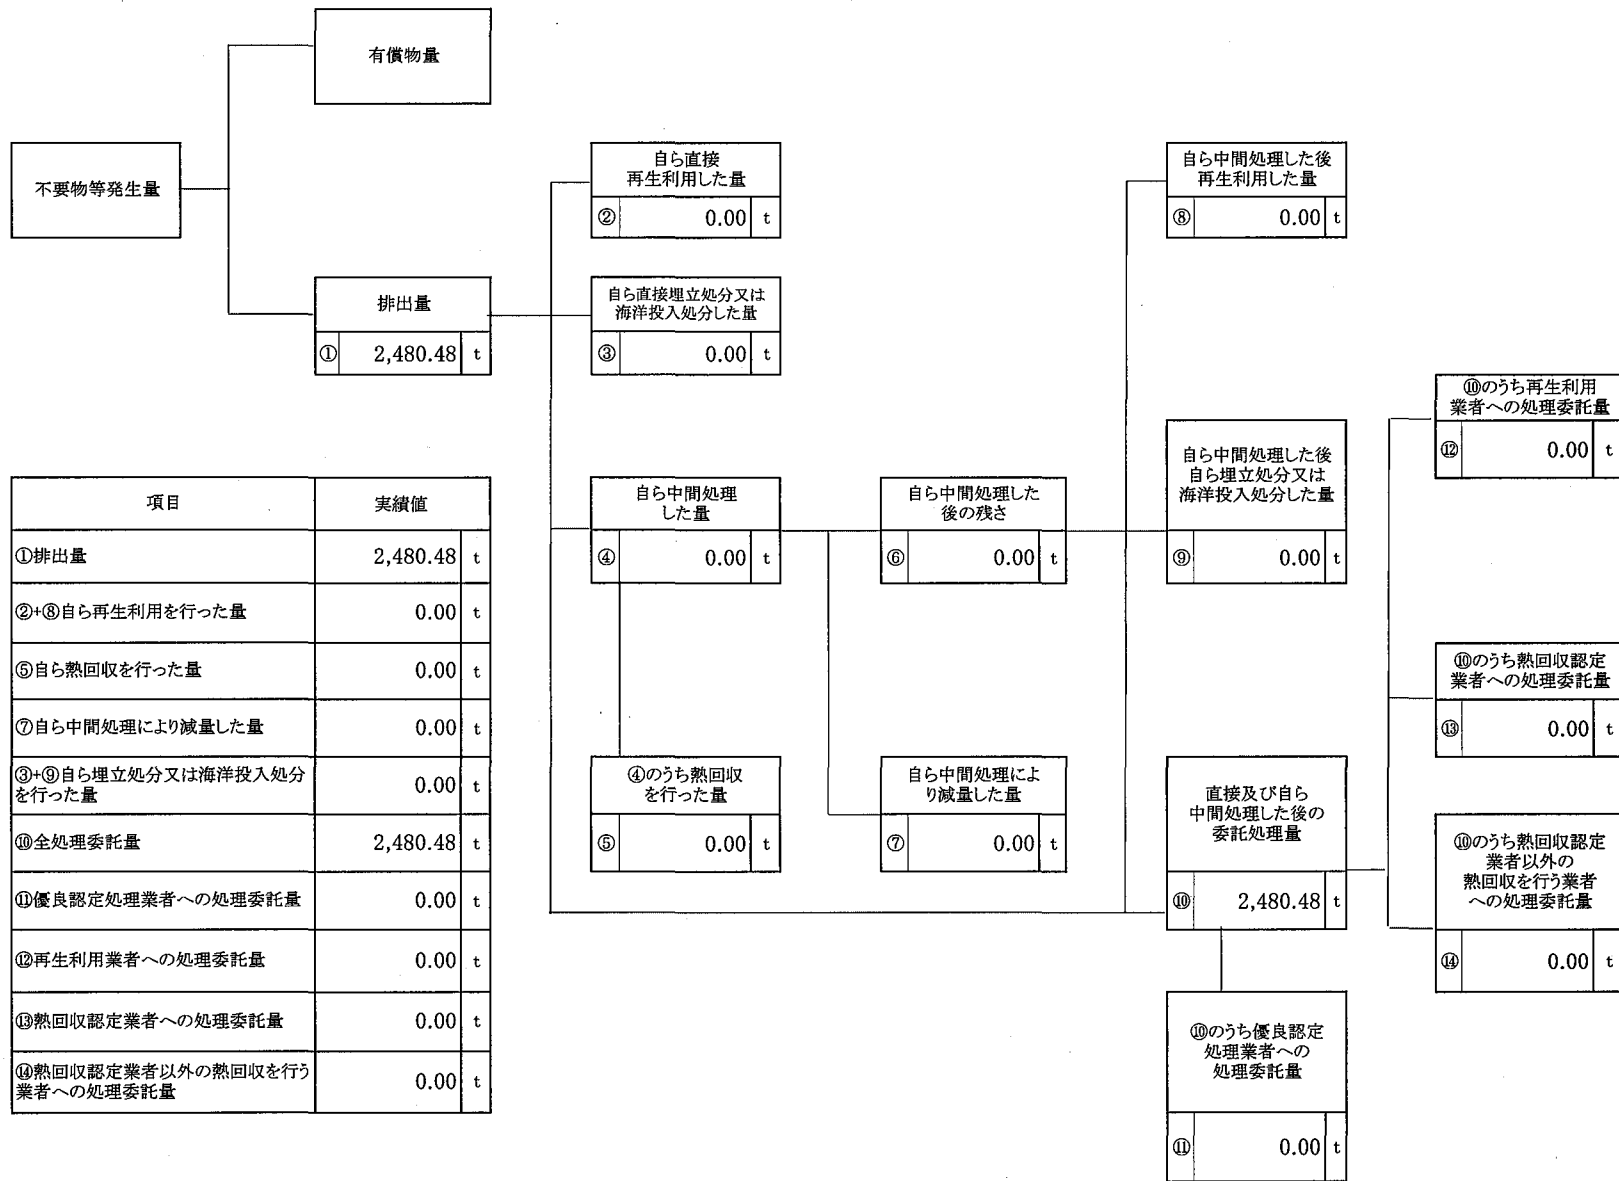 有償物量
不要物等発生量
排出量
① 2,480.48 t
自ら直接
再生利用した量
② 0.00 t
自ら直接埋立処分又は
海洋投入処分した量
③ 0.00 t
自ら中間処理
した量
④ 0.00 t
④のうち熱回収
を行った量
⑤ 0.00 t
自ら中間処理した
後の残さ
⑥ 0.00 t
自ら中間処理によ
り減量した量
⑦ 0.00 t
自ら中間処理した後
再生利用した量
⑧ 0.00 t
自ら中間処理した後
自ら埋立処分又は
海洋投入処分した量
⑨ 0.00 t
直接及び自ら
中間処理した後の
委託処理量
⑩ 2,480.48 t
⑩のうち優良認定
処理業者への
処理委託量
⑪ 0.00 t
⑩のうち再生利用
業者への処理委託量
⑫ 0.00 t
⑩のうち熱回収認定
業者への処理委託量
⑬ 0.00 t
⑩のうち熱回収認定
業者以外の
熱回収を行う業者
への処理委託量
⑭ 0.00 t
項目 実績値
①排出量 2,480.48 t
②+⑧自ら再生利用を行った量 0.00 t
⑤自ら熱回収を行った量 0.00 t
⑦自ら中間処理により減量した量 0.00 t
③+⑨自ら埋立処分又は海洋投入処分
を行った量 0.00 t
⑩全処理委託量 2,480.48 t
⑪優良認定処理業者への処理委託量 0.00 t
⑫再生利用業者への処理委託量 0.00 t
⑬熱回収認定業者への処理委託量 0.00 t
⑭熱回収認定業者以外の熱回収を行う
業者への処理委託量 0.00 t